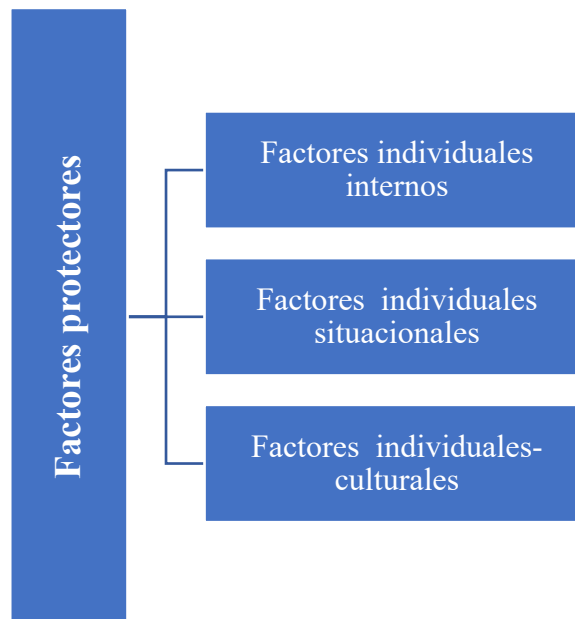 Factores protectores
Factores individuales
internos
Factores individuales
situacionales
Factores individuales-
culturales